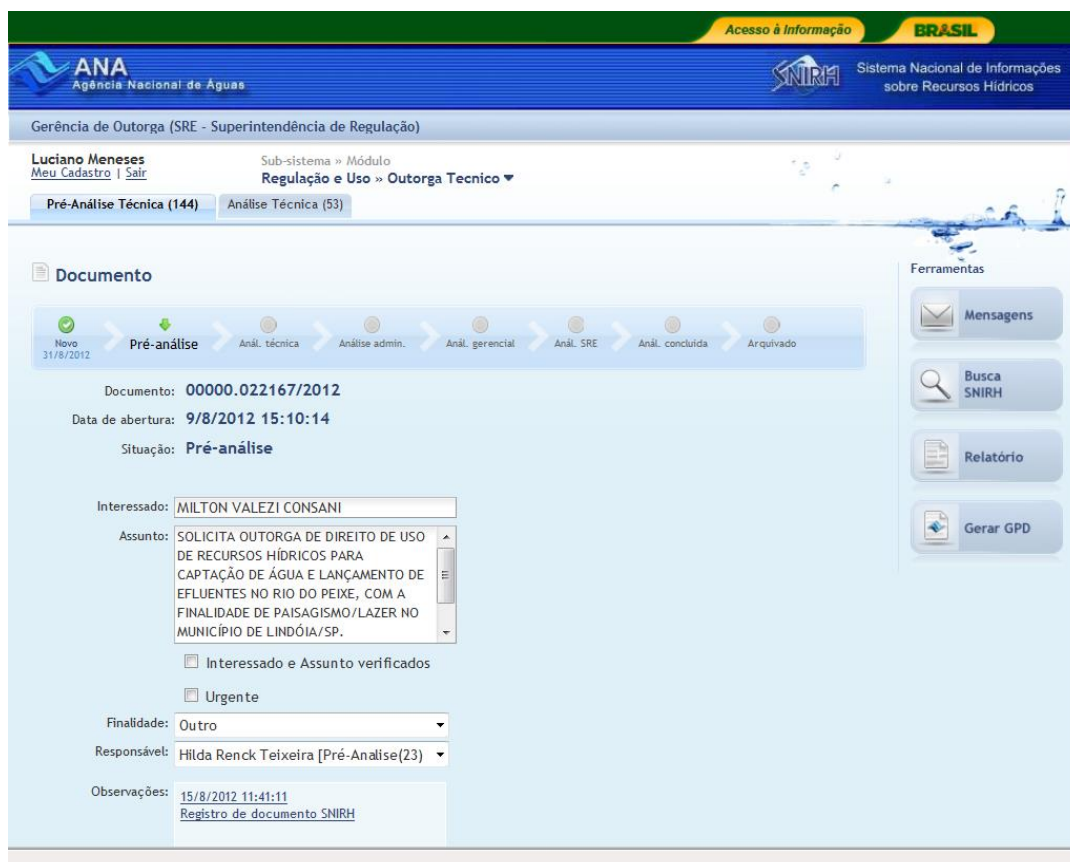 Acesso à Informação
BRASIL
ANA
Agência Nacional de Águas
SNIRH
Sistema Nacional de Informações
sobre Recursos Hídricos
Gerência de Outorga (SRE - Superintendência de Regulação)
Luciano Meneses
Meu Cadastro | Sair
Sub-sistema » Módulo
Regulação e Uso » Outorga Tecnico
Pré-Análise Técnica (144)
Análise Técnica (53)
Documento
Novo
31/8/2012
Pré-análise
Anál. técnica
Análise admin.
Anál. gerencial
Anál. SRE
Anál. concluída
Arquivado
Documento: 00000.022167/2012
Data de abertura: 9/8/2012 15:10:14
Situação: Pré-análise
Interessado: MILTON VALEZI CONSANI
Assunto: SOLICITA OUTORGA DE DIREITO DE USO
DE RECURSOS HÍDRICOS PARA
CAPTAÇÃO DE ÁGUA E LANÇAMENTO DE
EFLUENTES NO RIO DO PEIXE, COM A
FINALIDADE DE PAISAGISMO/LAZER NO
MUNICÍPIO DE LINDÓIA/SP.
Interessado e Assunto verificados
Urgente
Finalidade: Outro
Responsável: Hilda Renck Teixeira [Pré-Analise(23)
Observações: 15/8/2012 11:41:11
Registro de documento SNIRH
Ferramentas
Mensagens
Busca
SNIRH
Relatório
Gerar GPD